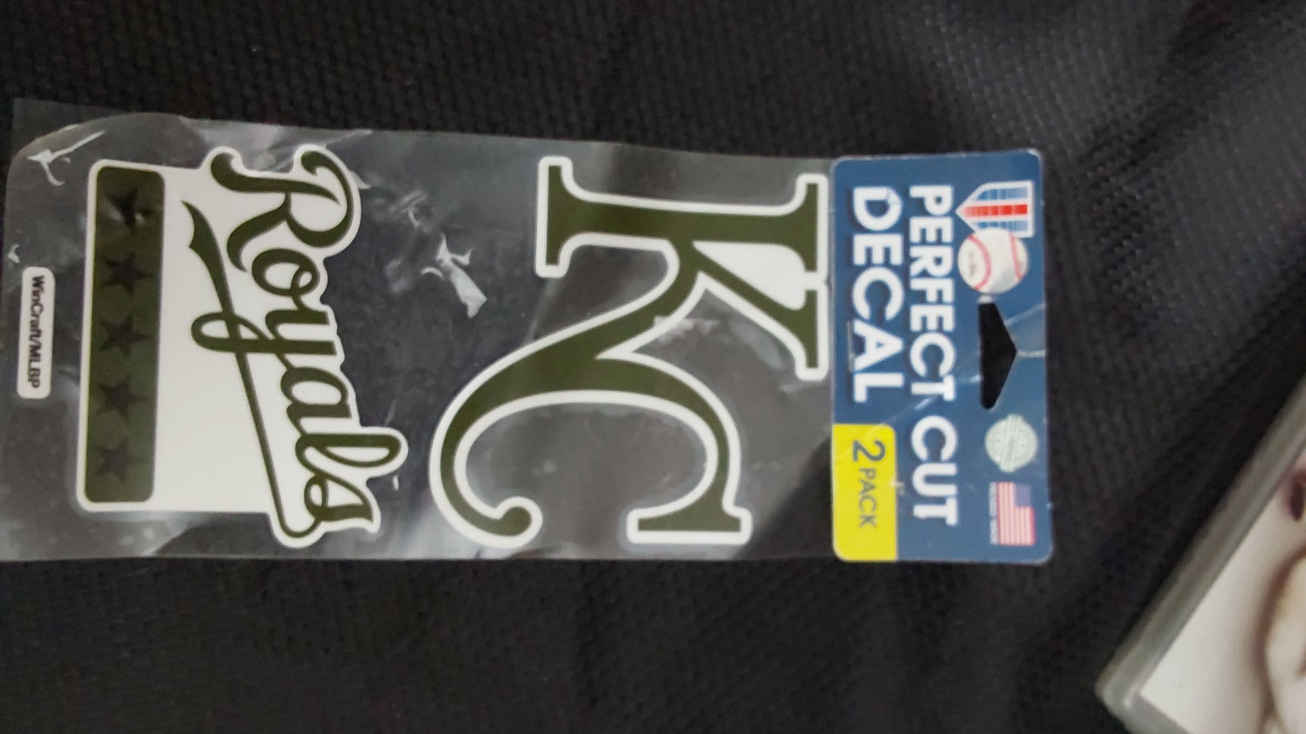 PERFECT CUT
DECAL
2 PACK
KC
Royals
WinCraft/MLBP